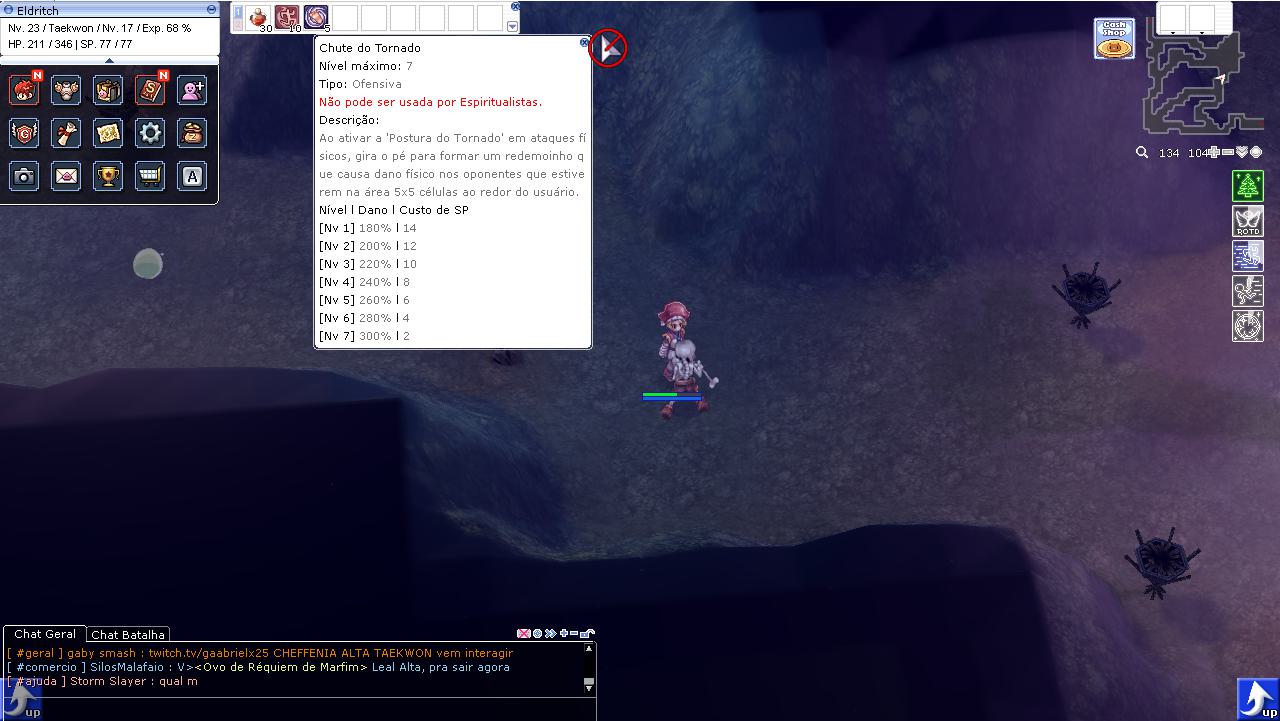 Eldritch
Nv. 23 / Taekwon / Nv. 17 / Exp. 68 %
HP. 211 / 346 | SP. 77 / 77
N
N
A
30
10
5
Chute do Tornado
Nível máximo: 7
Tipo: Ofensiva
Não pode ser usada por Espiritualistas.
Descrição:
Ao ativar a 'Postura do Tornado' em ataques fí
sicos, gira o pé para formar um redemoinho q
ue causa dano físico nos oponentes que estive
rem na área 5x5 células ao redor do usuário.
Nível | Dano | Custo de SP
[Nv 1] 180% | 14
[Nv 2] 200% | 12
[Nv 3] 220% | 10
[Nv 4] 240% | 8
[Nv 5] 260% | 6
[Nv 6] 280% | 4
[Nv 7] 300% | 2
Cash
Shop
134 104
ROTD
Chat Geral
Chat Batalha
[ #geral ] gaby smash : twitch.tv/gaabrielx25 CHEFFENIA ALTA TAEKWON vem interagir
[ #comercio ] SilosMalafaio : V><Ovo de Réquiem de Marfim> Leal Alta, pra sair agora
[ #ajuda ] Storm Slayer : qual m
up
up